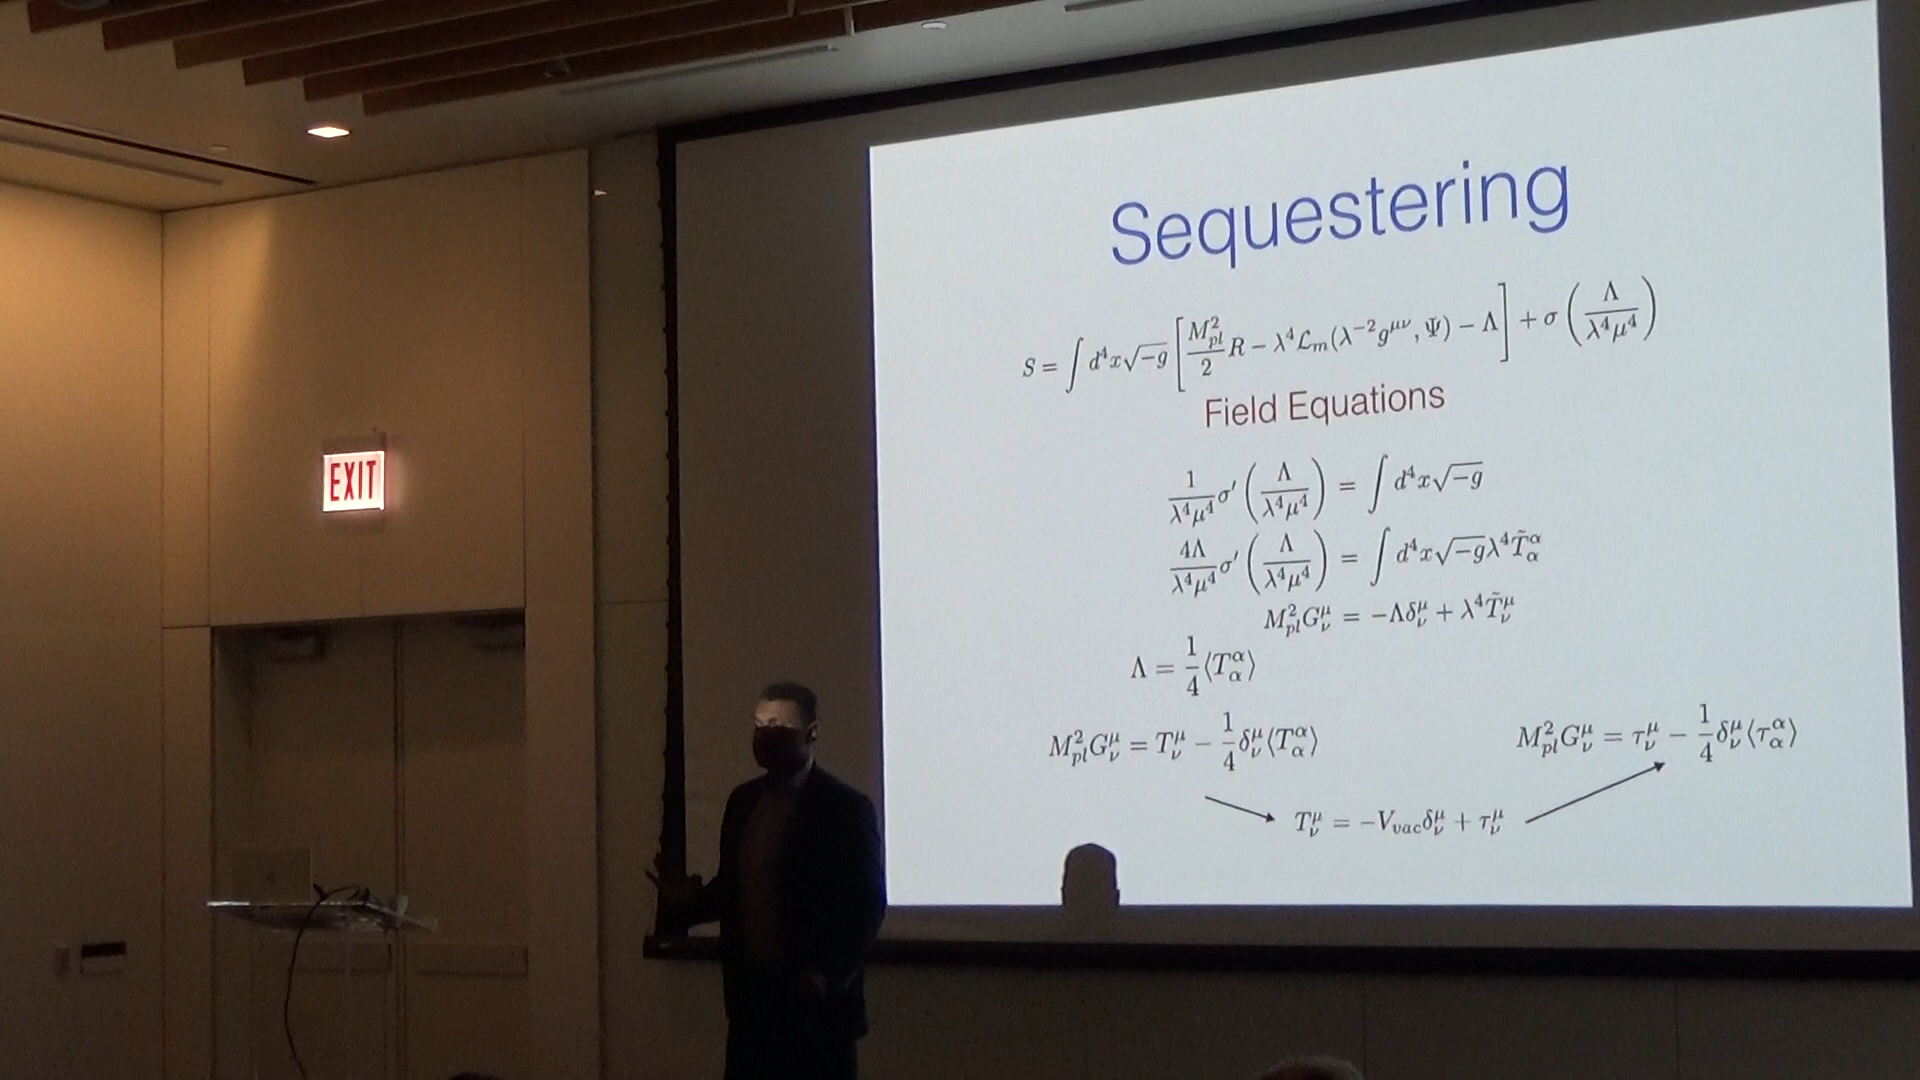 Sequestering
S = ∫ d⁴x√−g [ M²_pl/2 R − λ⁴ℒ_m(λ⁻²g^{μν}, Ψ) − Λ ] + σ ( Λ/λ⁴μ⁴ )
Field Equations
1/λ⁴μ⁴ σ′ ( Λ/λ⁴μ⁴ ) = ∫ d⁴x√−g
4Λ/λ⁴μ⁴ σ′ ( Λ/λ⁴μ⁴ ) = ∫ d⁴x√−g λ⁴T̃^α_α
M²_pl G^μ_ν = −Λδ^μ_ν + λ⁴T̃^μ_ν
Λ = 1/4 ⟨T^α_α⟩
M²_pl G^μ_ν = T^μ_ν − 1/4 δ^μ_ν ⟨T^α_α⟩
M²_pl G^μ_ν = τ^μ_ν − 1/4 δ^μ_ν ⟨τ^α_α⟩
T^μ_ν = −V_vac δ^μ_ν + τ^μ_ν
EXIT